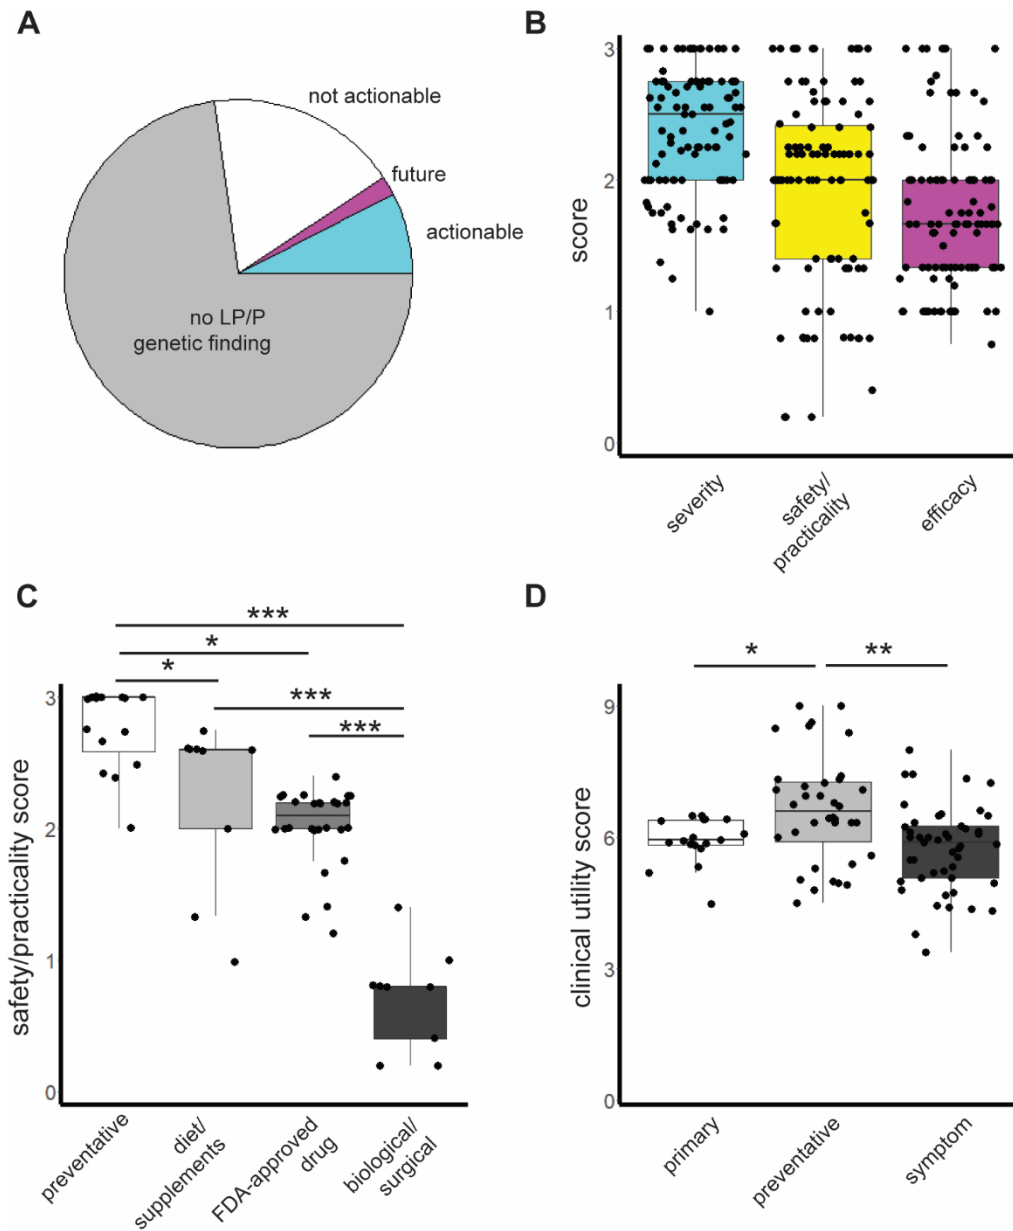 A
not actionable
future
actionable
no LP/P
genetic finding
B
score
3
2
1
0
severity
safety/
practicality
efficacy
C
***
*
*
***
***
safety/practicality score
3
2
1
0
preventative
diet/
supplements
FDA-approved
drug
biological/
surgical
D
*
**
clinical utility score
9
6
3
0
primary
preventative
symptom